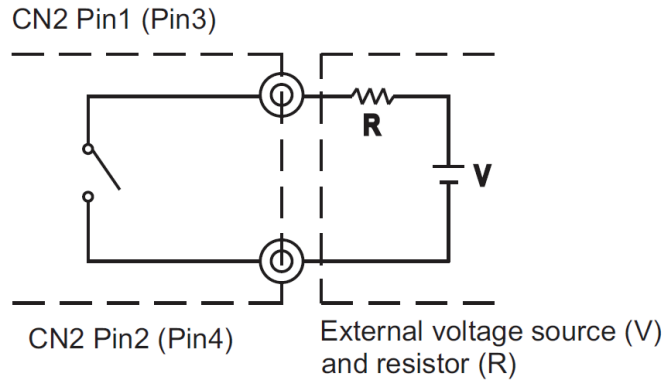 CN2 Pin1 (Pin3)
R
V
CN2 Pin2 (Pin4)
External voltage source (V)
and resistor (R)